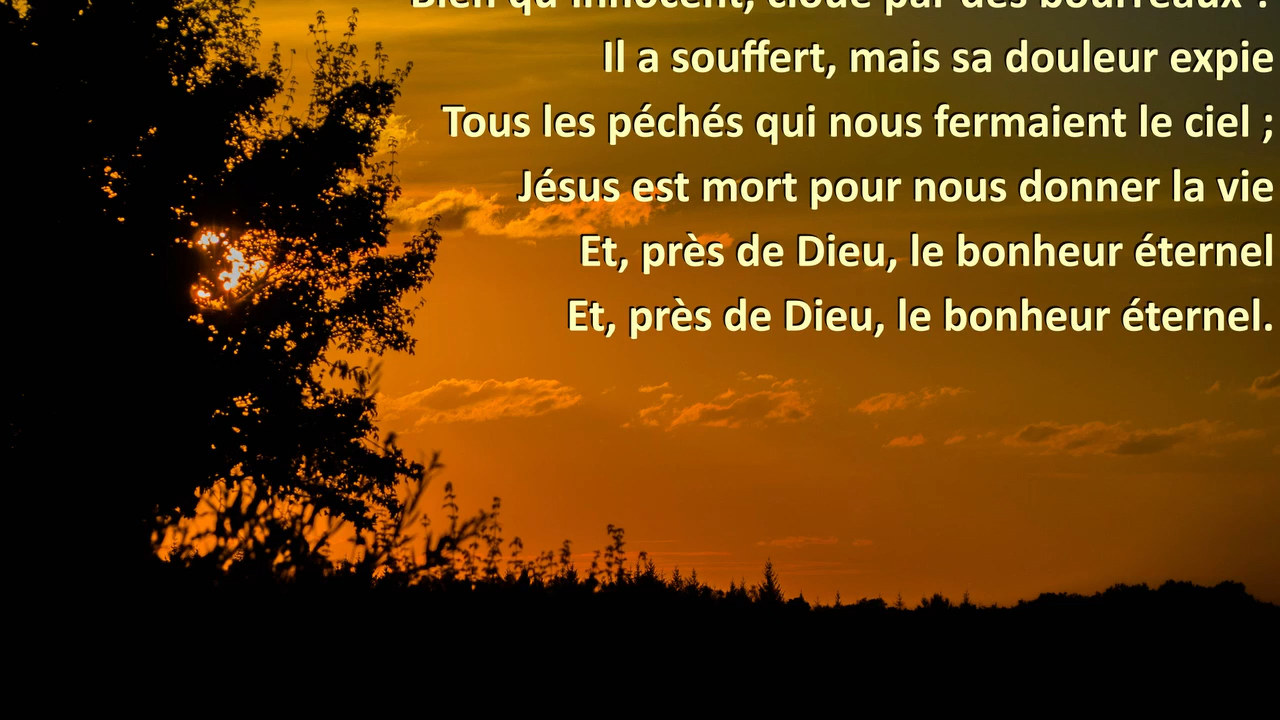 Bien qu'innocent, cloué par des bourreaux !
Il a souffert, mais sa douleur expie
Tous les péchés qui nous fermaient le ciel ;
Jésus est mort pour nous donner la vie
Et, près de Dieu, le bonheur éternel
Et, près de Dieu, le bonheur éternel.